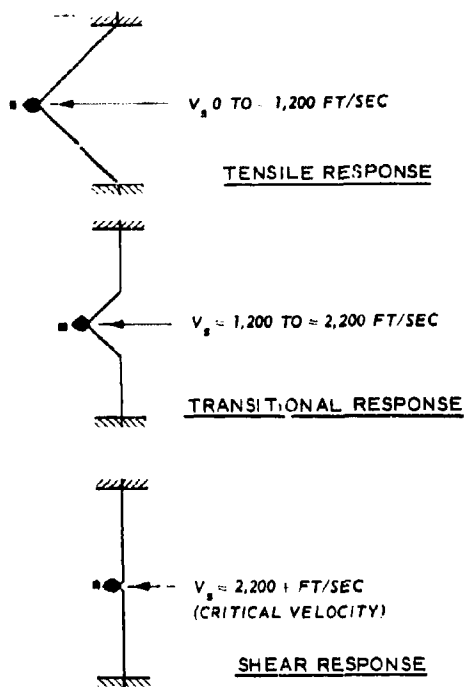 V_s 0 TO - 1,200 FT/SEC
TENSILE RESPONSE
V_s = 1,200 TO = 2,200 FT/SEC
TRANSITIONAL RESPONSE
V_s = 2,200 + FT/SEC
(CRITICAL VELOCITY)
SHEAR RESPONSE